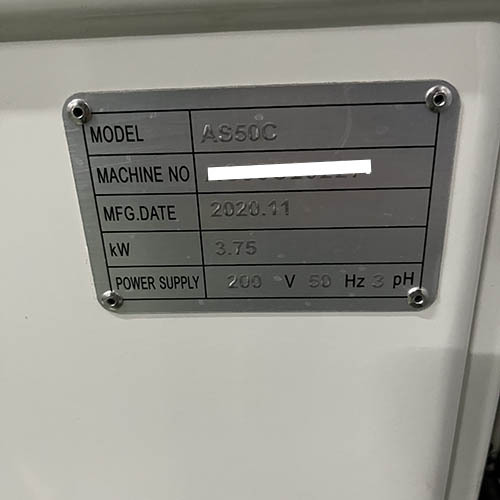 MODEL AS50C
MACHINE NO
MFG.DATE 2020.11
kW 3.75
POWER SUPPLY 200 V 50 Hz 3 pH